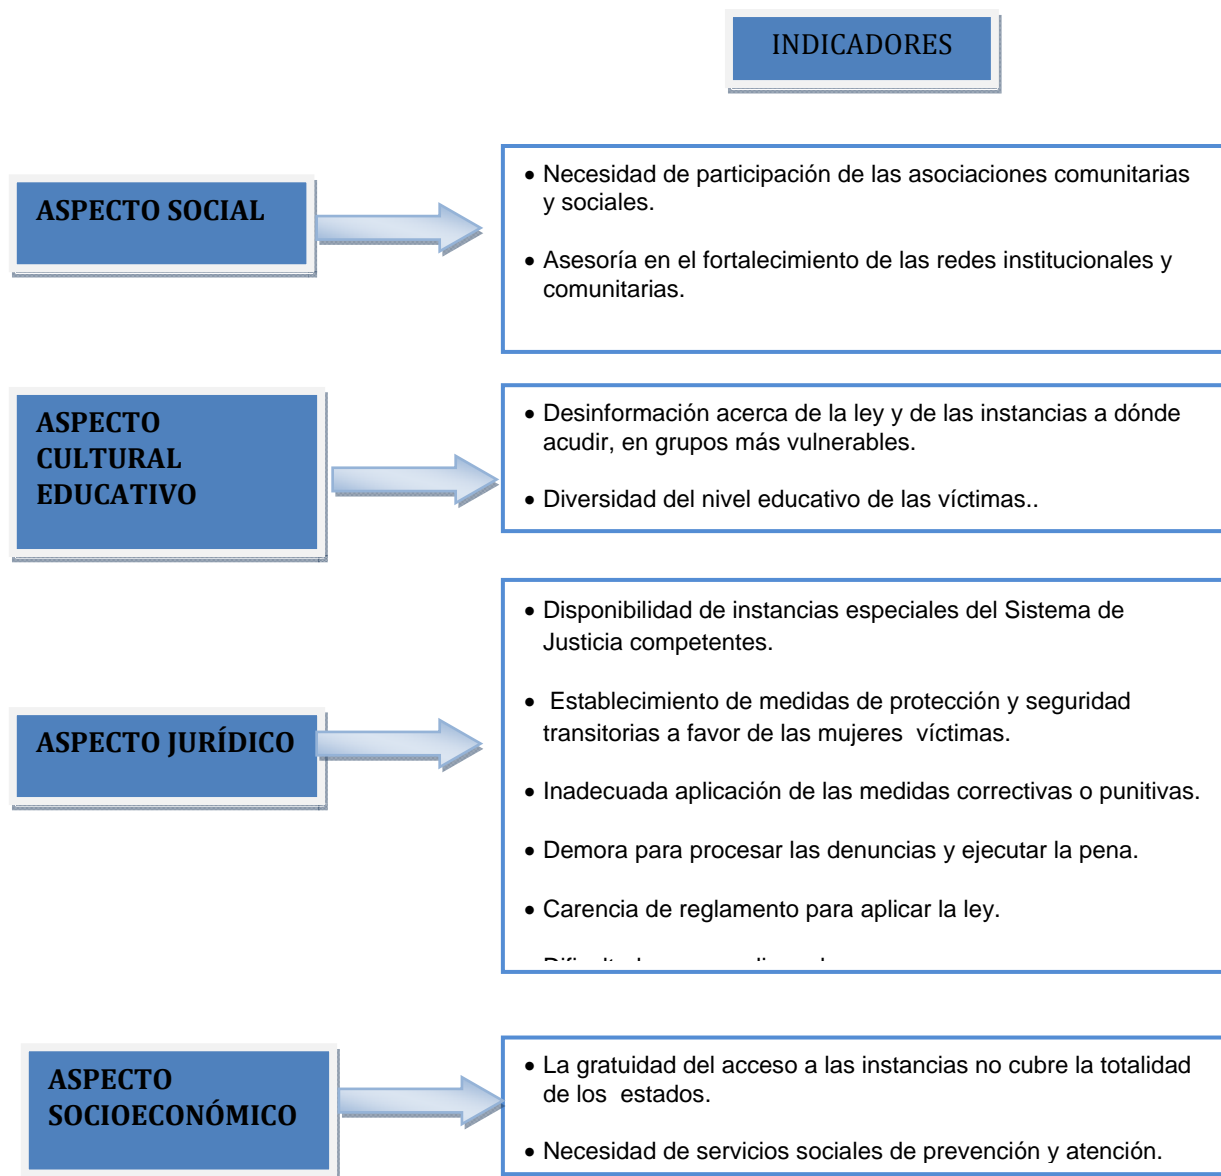 INDICADORES
ASPECTO SOCIAL
• Necesidad de participación de las asociaciones comunitarias
y sociales.
• Asesoría en el fortalecimiento de las redes institucionales y
comunitarias.
ASPECTO
CULTURAL
EDUCATIVO
• Desinformación acerca de la ley y de las instancias a dónde
acudir, en grupos más vulnerables.
• Diversidad del nivel educativo de las víctimas..
ASPECTO JURÍDICO
• Disponibilidad de instancias especiales del Sistema de
Justicia competentes.
• Establecimiento de medidas de protección y seguridad
transitorias a favor de las mujeres víctimas.
• Inadecuada aplicación de las medidas correctivas o punitivas.
• Demora para procesar las denuncias y ejecutar la pena.
• Carencia de reglamento para aplicar la ley.
ASPECTO
SOCIOECONÓMICO
• La gratuidad del acceso a las instancias no cubre la totalidad
de los estados.
• Necesidad de servicios sociales de prevención y atención.